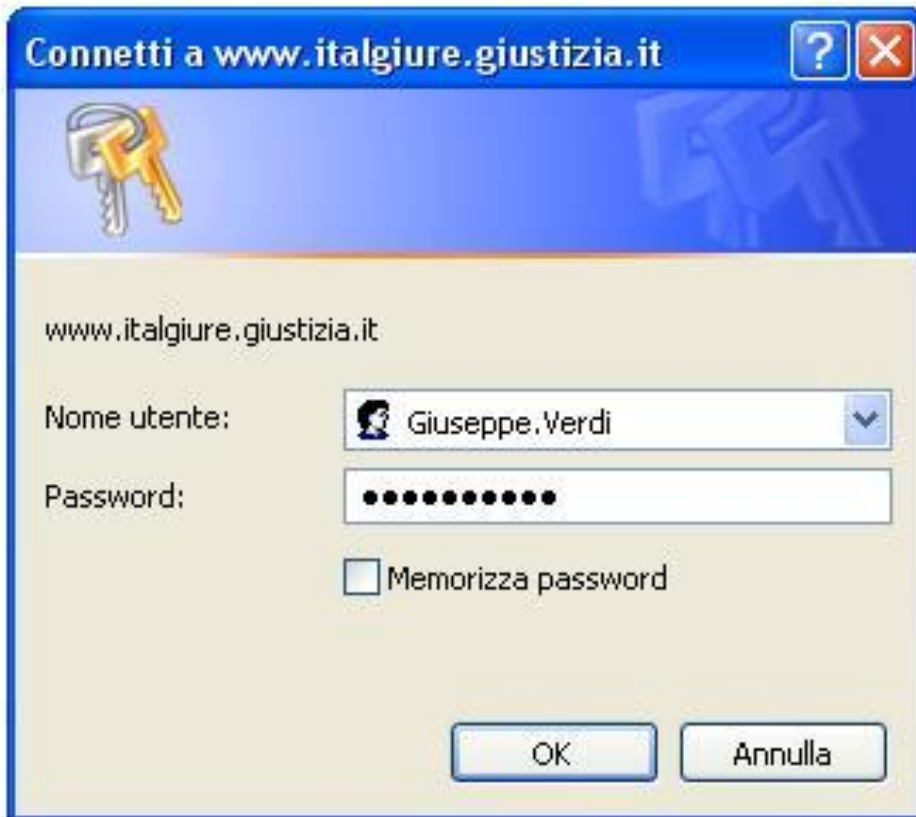 Connetti a www.italgiure.giustizia.it
www.italgiure.giustizia.it
Nome utente: Giuseppe.Verdi
Password: ●●●●●●●●●●
Memorizza password
OK Annulla